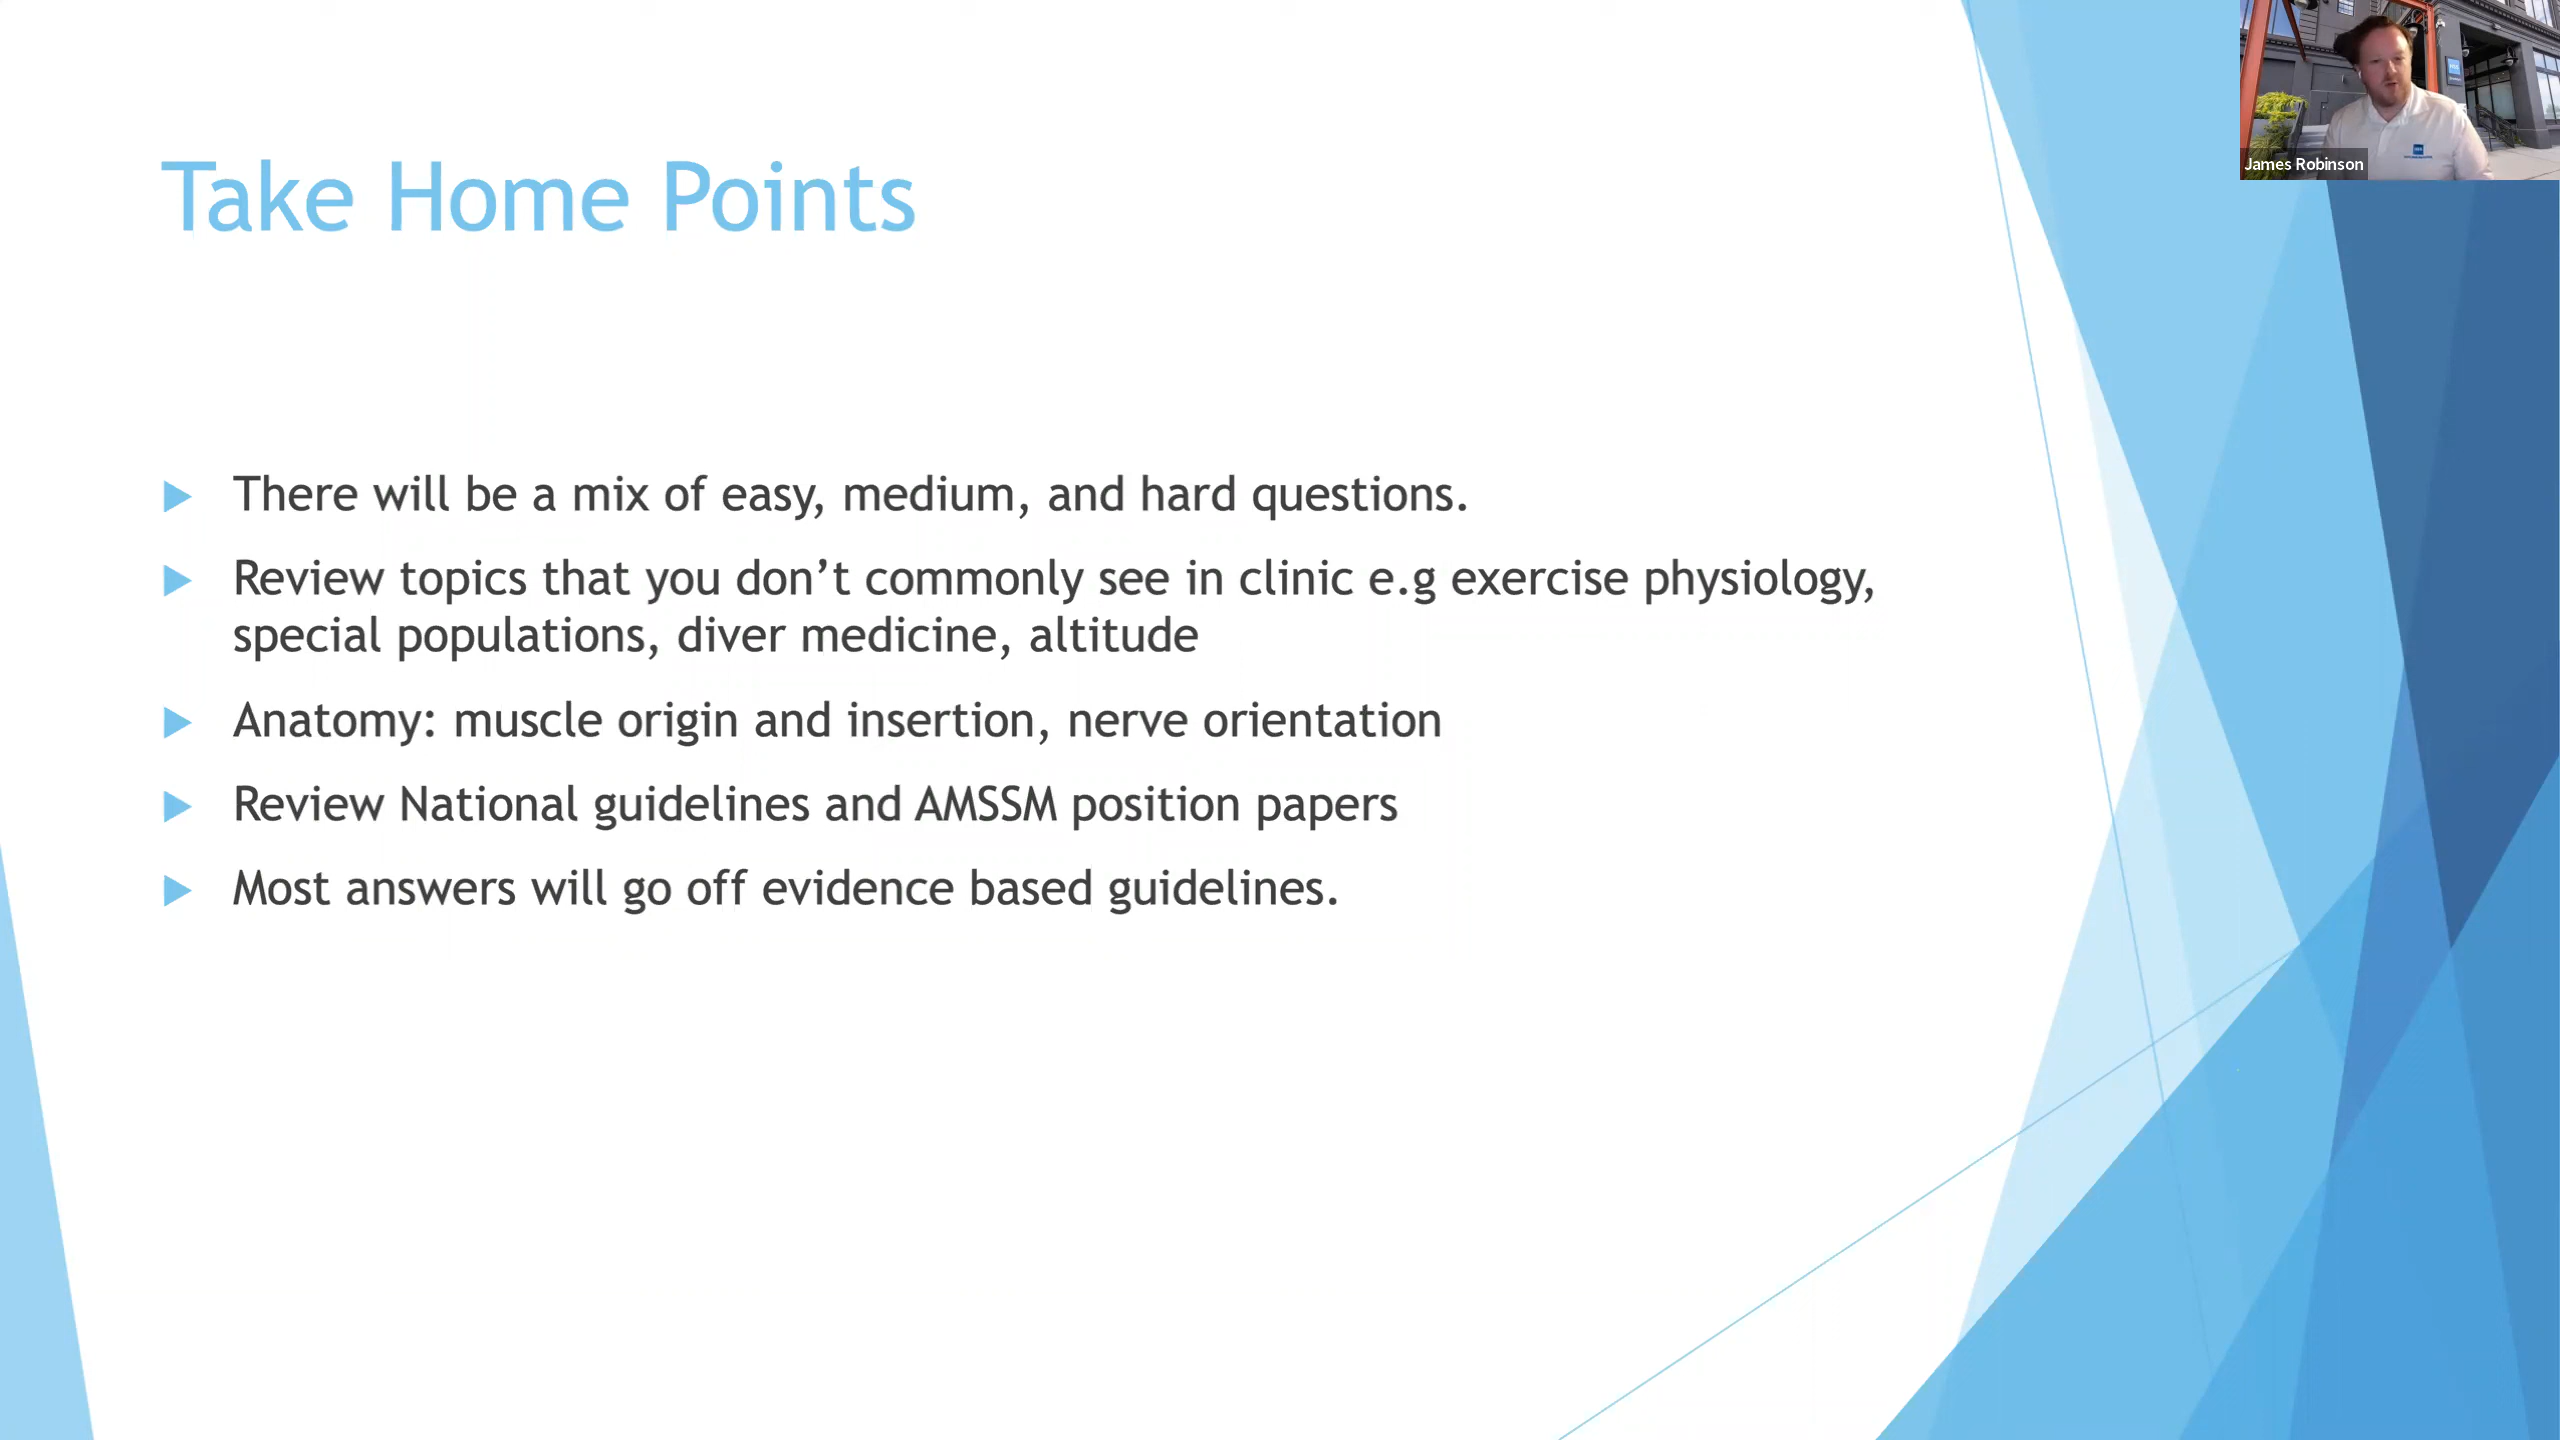 Take Home Points
There will be a mix of easy, medium, and hard questions.
Review topics that you don’t commonly see in clinic e.g exercise physiology,
special populations, diver medicine, altitude
Anatomy: muscle origin and insertion, nerve orientation
Review National guidelines and AMSSM position papers
Most answers will go off evidence based guidelines.
James Robinson